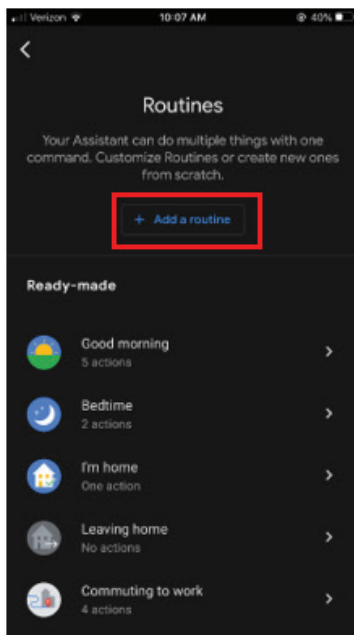 Verizon
10:07 AM
40%
Routines
Your Assistant can do multiple things with one
command. Customize Routines or create new ones
from scratch.
+ Add a routine
Ready-made
Good morning
5 actions
Bedtime
2 actions
I'm home
One action
Leaving home
No actions
Commuting to work
4 actions